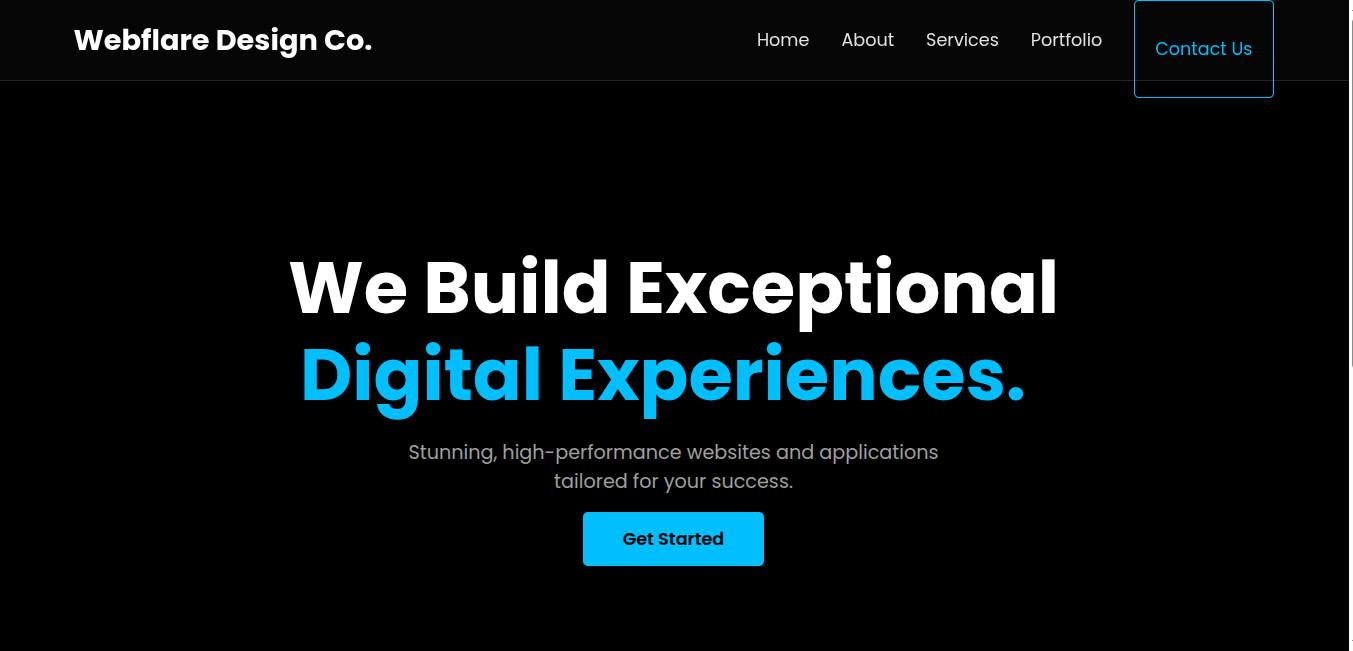 Webflare Design Co.
Home About Services Portfolio Contact Us
We Build Exceptional
Digital Experiences.
Stunning, high-performance websites and applications
tailored for your success.
Get Started